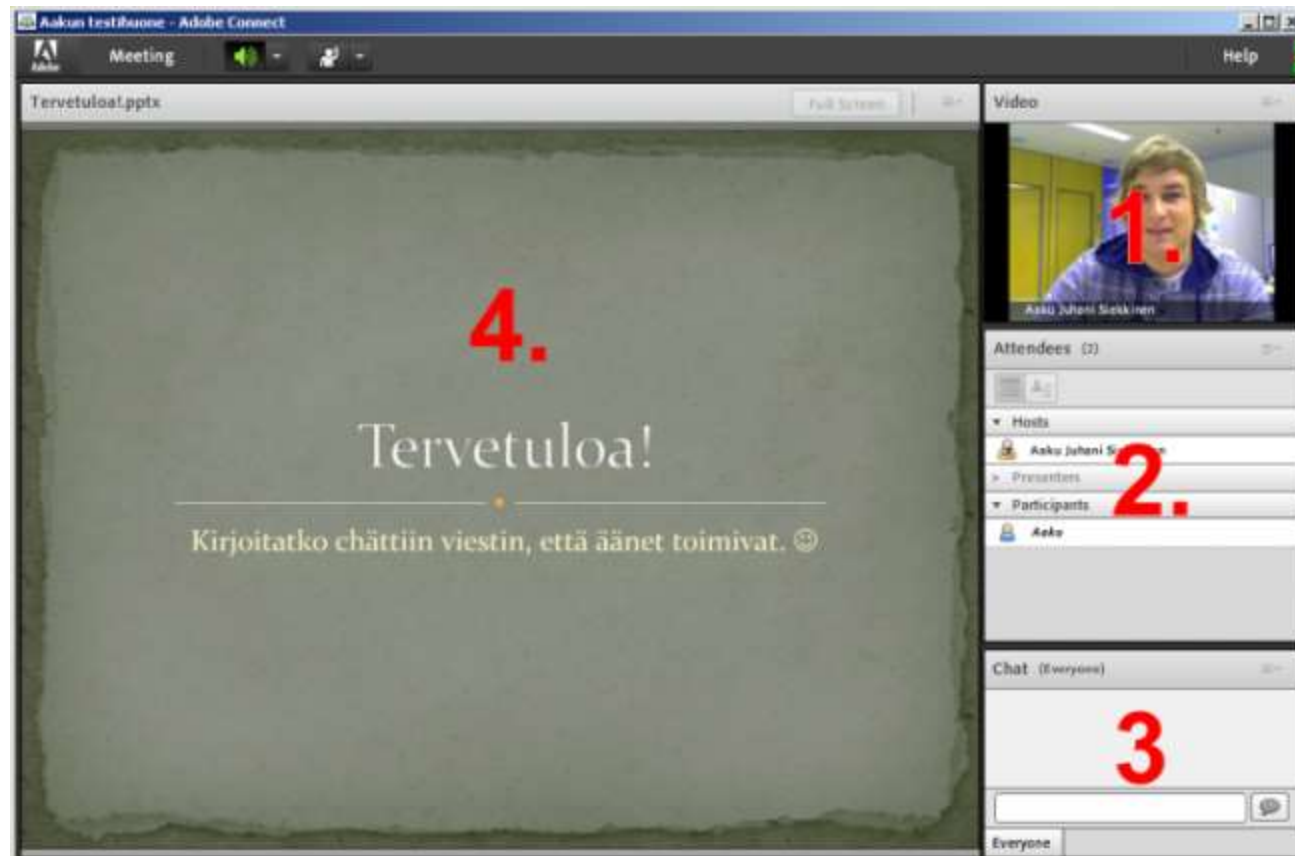 Aakun testihuone - Adobe Connect
Adobe
Meeting
Help
Tervetuloa!.pptx
Full Screen
4.
Tervetuloa!
Kirjoitatko chättiin viestin, että äänet toimivat. ☺
Video
1.
Aaku Juhani Siekkinen
Attendees (2)
Hosts
Aaku Juhani
2.
Presenters
Participants
Aaku
Chat (Everyone)
3
Everyone